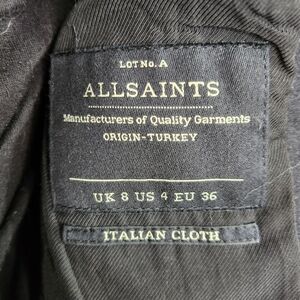 LOT No. A
ALLSAINTS
Manufacturers of Quality Garments
ORIGIN-TURKEY
UK 8 US 4 EU 36
ITALIAN CLOTH